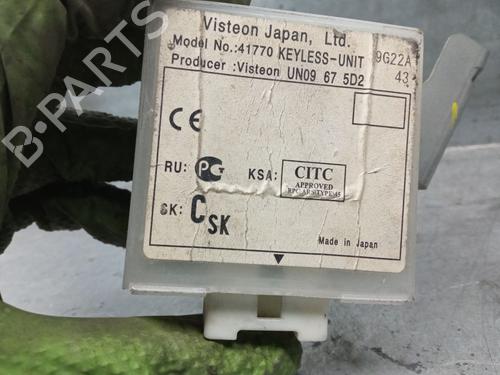 Visteon Japan, Ltd.
Model No.:41770 KEYLESS-UNIT
9G22A
Producer :Visteon UN09 67 5D2
43
CE
RU: PG
KSA: CITC
APPROVED
SK: CSK
Made in Japan
B-PARTS